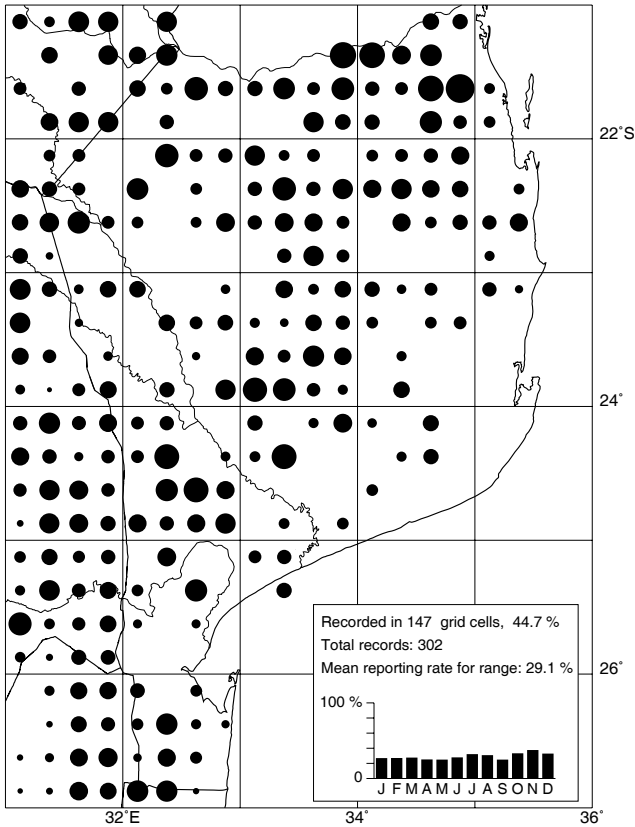 22˚S
24˚
Recorded in 147 grid cells, 44.7 %
Total records: 302
Mean reporting rate for range: 29.1 %
26˚
100 %
0
J F M A M J J A S O N D
32˚E 34˚ 36˚